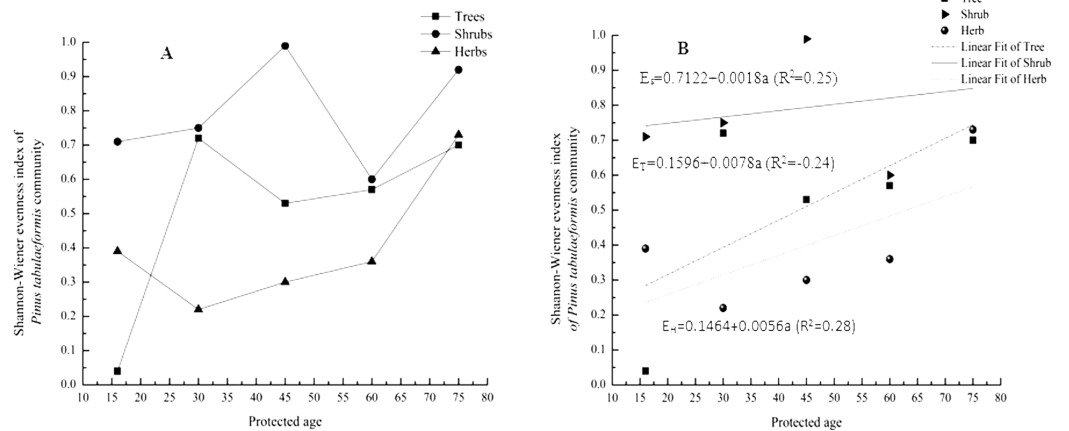 Trees
Shrubs
Herbs
A
1.0
0.9
0.8
0.7
0.6
0.5
0.4
0.3
0.2
0.1
0.0
Shannon-Wiener evenness index of
Pinus tabulaeformis community
10 15 20 25 30 35 40 45 50 55 60 65 70 75 80
Protected age
Tree
Shrub
Herb
Linear Fit of Tree
Linear Fit of Shrub
Linear Fit of Herb
B
1.0
0.9
0.8
0.7
0.6
0.5
0.4
0.3
0.2
0.1
0.0
Shaanon-Wiener evenness index
of Pinus tabulaeformis community
Es=0.7122+0.0018a (R²=0.25)
ET=0.1596+0.0078a (R²=-0.24)
EH=0.1464+0.0056a (R²=0.28)
10 15 20 25 30 35 40 45 50 55 60 65 70 75 80
Protected age